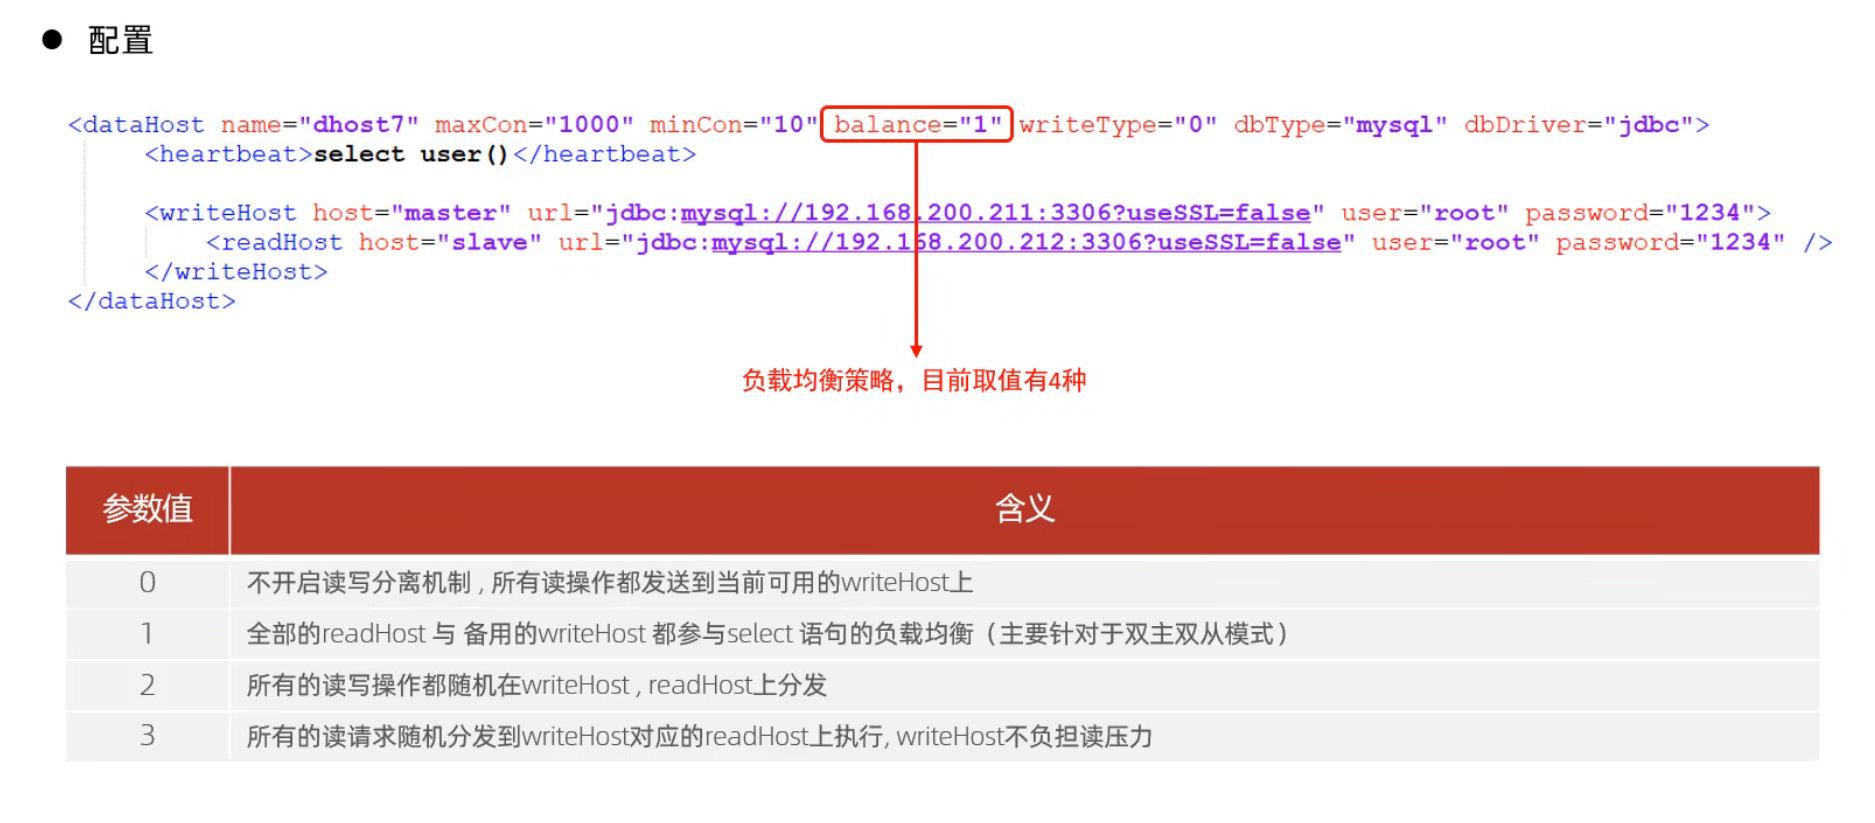 ● 配置
<dataHost name="dhost7" maxCon="1000" minCon="10" balance="1" writeType="0" dbType="mysql" dbDriver="jdbc">
<heartbeat>select user()</heartbeat>
<writeHost host="master" url="jdbc:mysql://192.168.200.211:3306?useSSL=false" user="root" password="1234">
<readHost host="slave" url="jdbc:mysql://192.168.200.212:3306?useSSL=false" user="root" password="1234" />
</writeHost>
</dataHost>
负载均衡策略，目前取值有4种
参数值 含义
0 不开启读写分离机制 , 所有读操作都发送到当前可用的writeHost上
1 全部的readHost 与 备用的writeHost 都参与select 语句的负载均衡（主要针对于双主双从模式）
2 所有的读写操作都随机在writeHost , readHost上分发
3 所有的读请求随机分发到writeHost对应的readHost上执行, writeHost不负担读压力